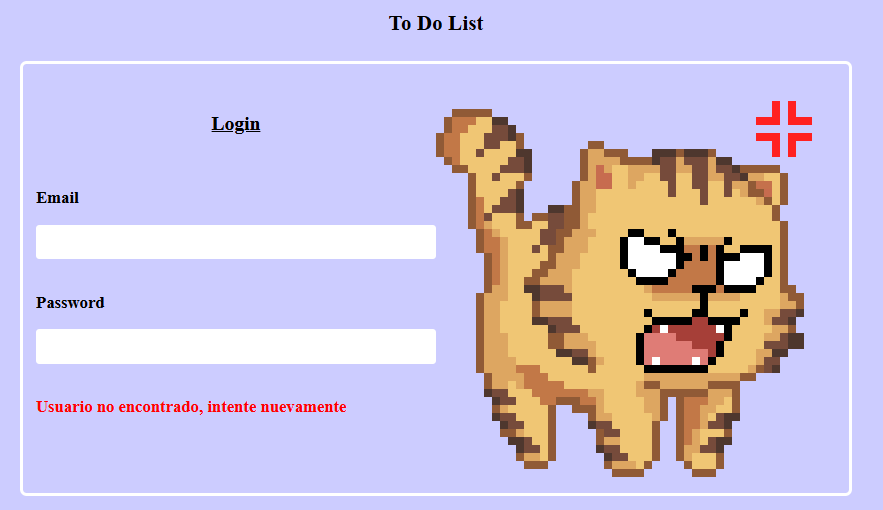 To Do List
Login
Email
Password
Usuario no encontrado, intente nuevamente